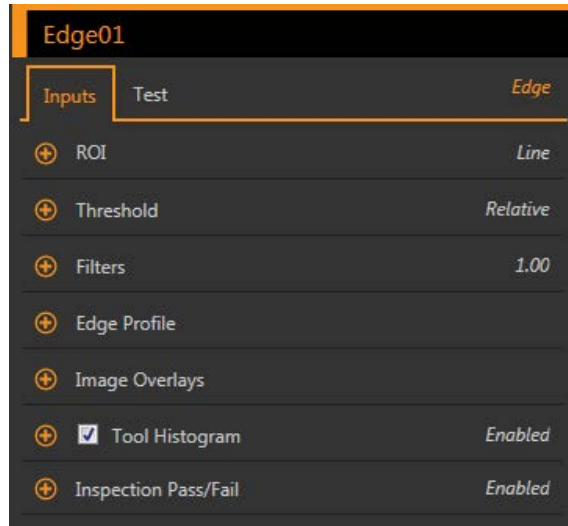 Edge01
Inputs Test Edge
ROI Line
Threshold Relative
Filters 1.00
Edge Profile
Image Overlays
Tool Histogram Enabled
Inspection Pass/Fail Enabled